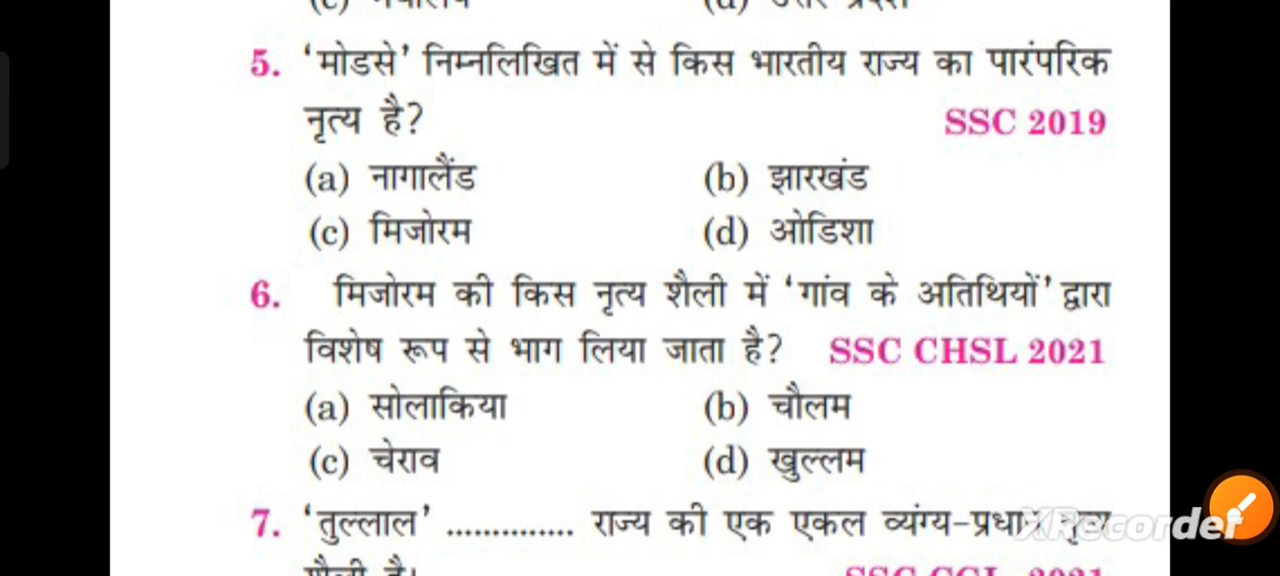 5. 'मोडसे' निम्नलिखित में से किस भारतीय राज्य का पारंपरिक
नृत्य है? SSC 2019
(a) नागालैंड (b) झारखंड
(c) मिजोरम (d) ओडिशा
6. मिजोरम की किस नृत्य शैली में 'गांव के अतिथियों' द्वारा
विशेष रूप से भाग लिया जाता है? SSC CHSL 2021
(a) सोलाकिया (b) चौलम
(c) चेराव (d) खुल्लम
7. 'तुल्लाल' .............. राज्य की एक एकल व्यंग्य-प्रधान नृत्य
XRecorder